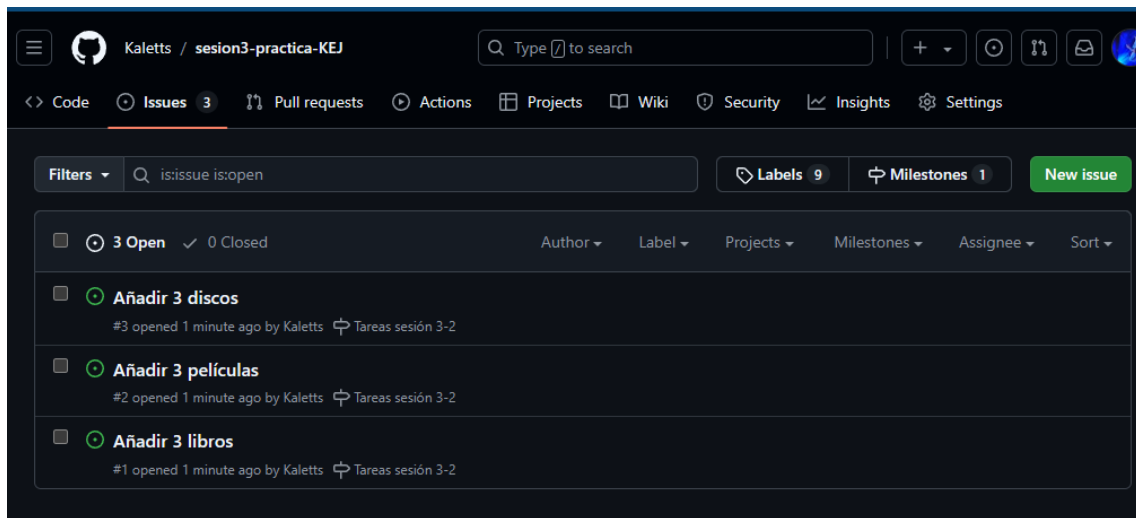 Kaletts / sesion3-practica-KEJ
Type / to search
Code Issues 3 Pull requests Actions Projects Wiki Security Insights Settings
Filters is:issue is:open Labels 9 Milestones 1 New issue
3 Open 0 Closed Author Label Projects Milestones Assignee Sort
Añadir 3 discos
#3 opened 1 minute ago by Kaletts Tareas sesión 3-2
Añadir 3 películas
#2 opened 1 minute ago by Kaletts Tareas sesión 3-2
Añadir 3 libros
#1 opened 1 minute ago by Kaletts Tareas sesión 3-2